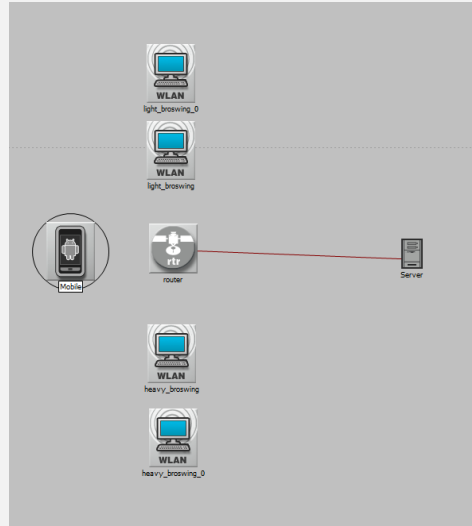 WLAN
light_broswing_0
WLAN
light_broswing
Mobile
rtr
router
Server
WLAN
heavy_broswing
WLAN
heavy_broswing_0